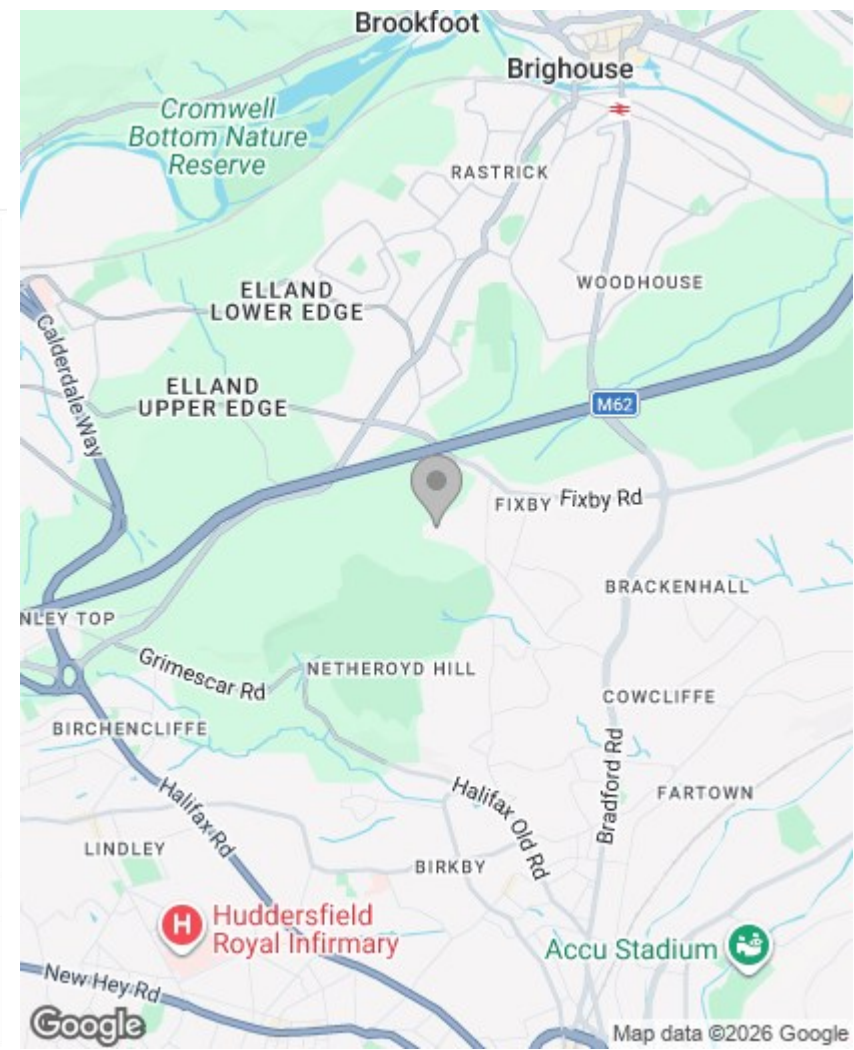 Brookfoot
Brighouse
Cromwell
Bottom Nature
Reserve
RASTRICK
WOODHOUSE
ELLAND
LOWER EDGE
Calderdale Way
ELLAND
UPPER EDGE
M62
FIXBY
Fixby Rd
BRACKENHALL
NLEY TOP
Grimescar Rd
NETHEROYD HILL
COWCLIFFE
BIRCHENCLIFFE
Bradford Rd
Halifax Rd
Halifax Old Rd
FARTOWN
LINDLEY
BIRKBY
H
Huddersfield
Royal Infirmary
Accu Stadium
New Hey Rd
Google
Map data ©2026 Google